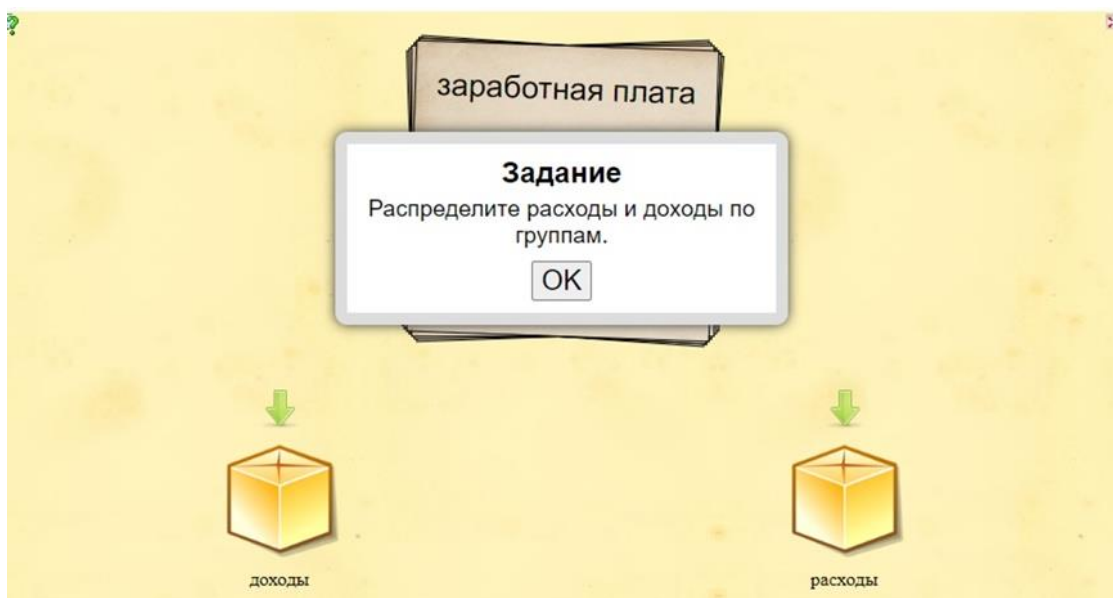 заработная плата
Задание
Распределите расходы и доходы по
группам.
OK
доходы
расходы